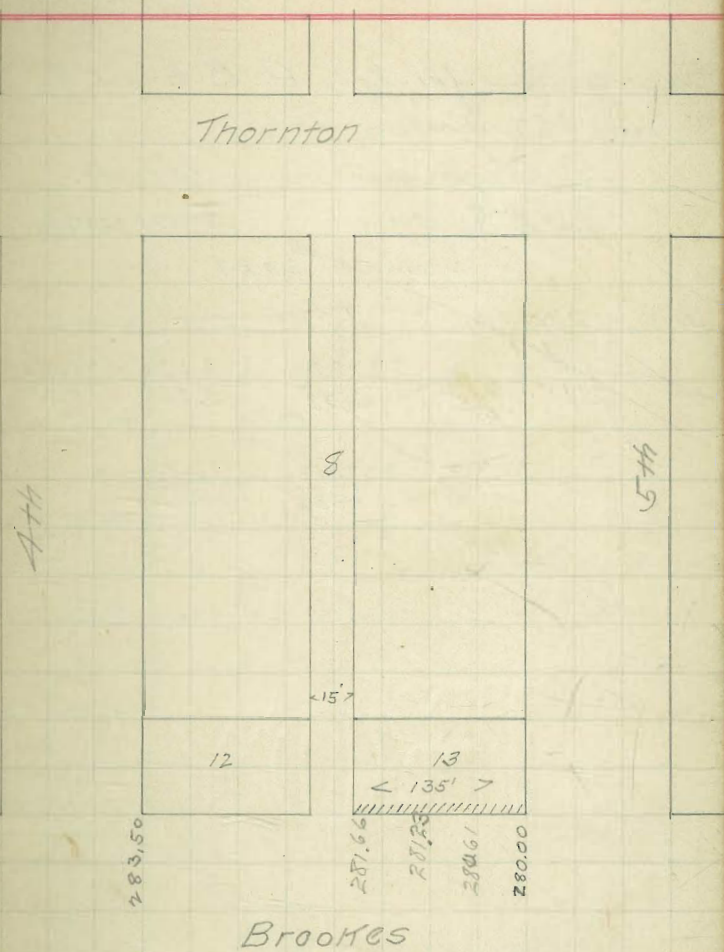 Thornton
8
4th
5th
<15'>
12
13
< 135' >
283.50
281.66
281.23
280.61
280.00
Brookes